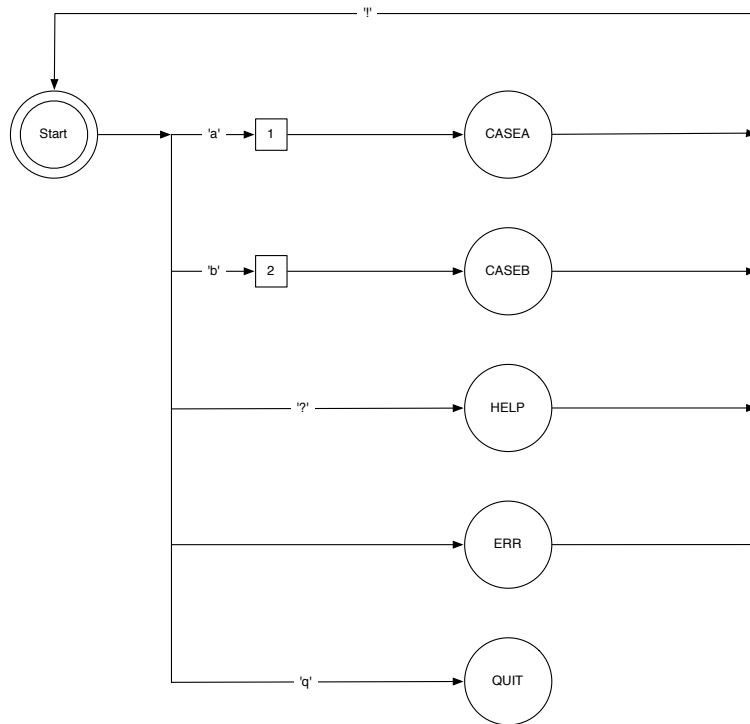 '!'
Start
'a'
1
CASEA
'b'
2
CASEB
'?'
HELP
ERR
'q'
QUIT